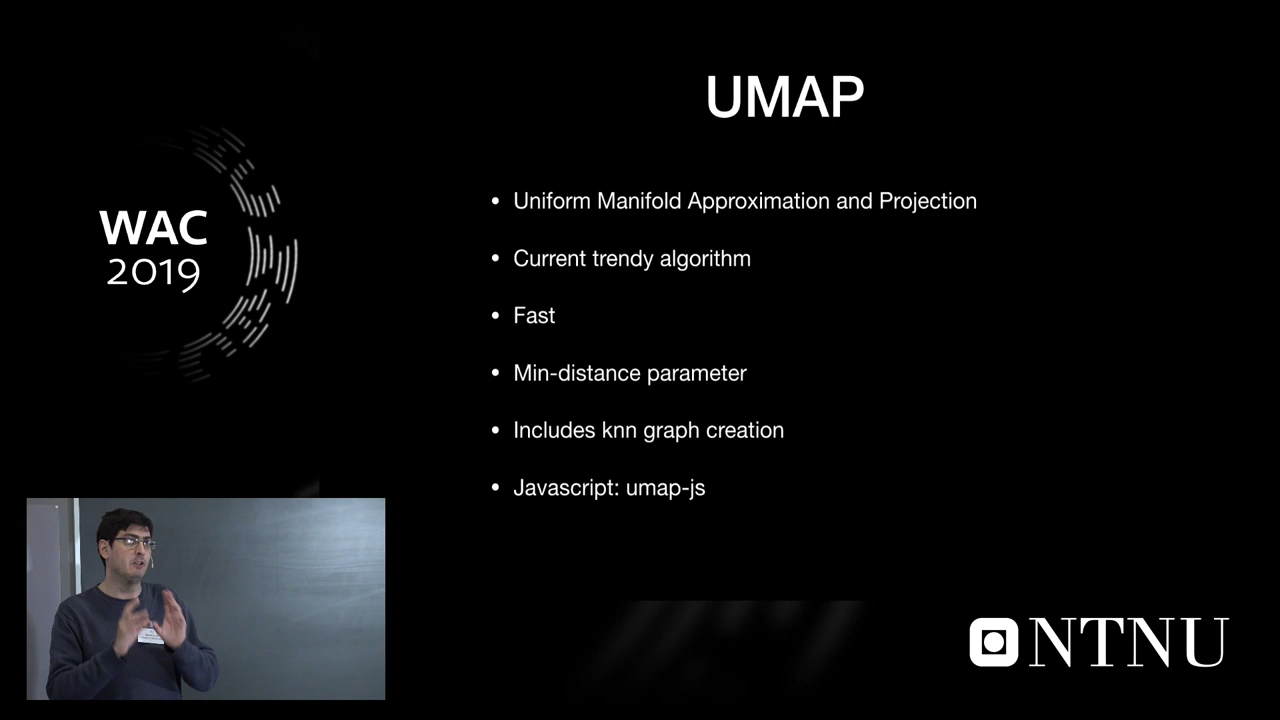 UMAP
• Uniform Manifold Approximation and Projection
• Current trendy algorithm
• Fast
• Min-distance parameter
• Includes knn graph creation
• Javascript: umap-js
WAC
2019
NTNU